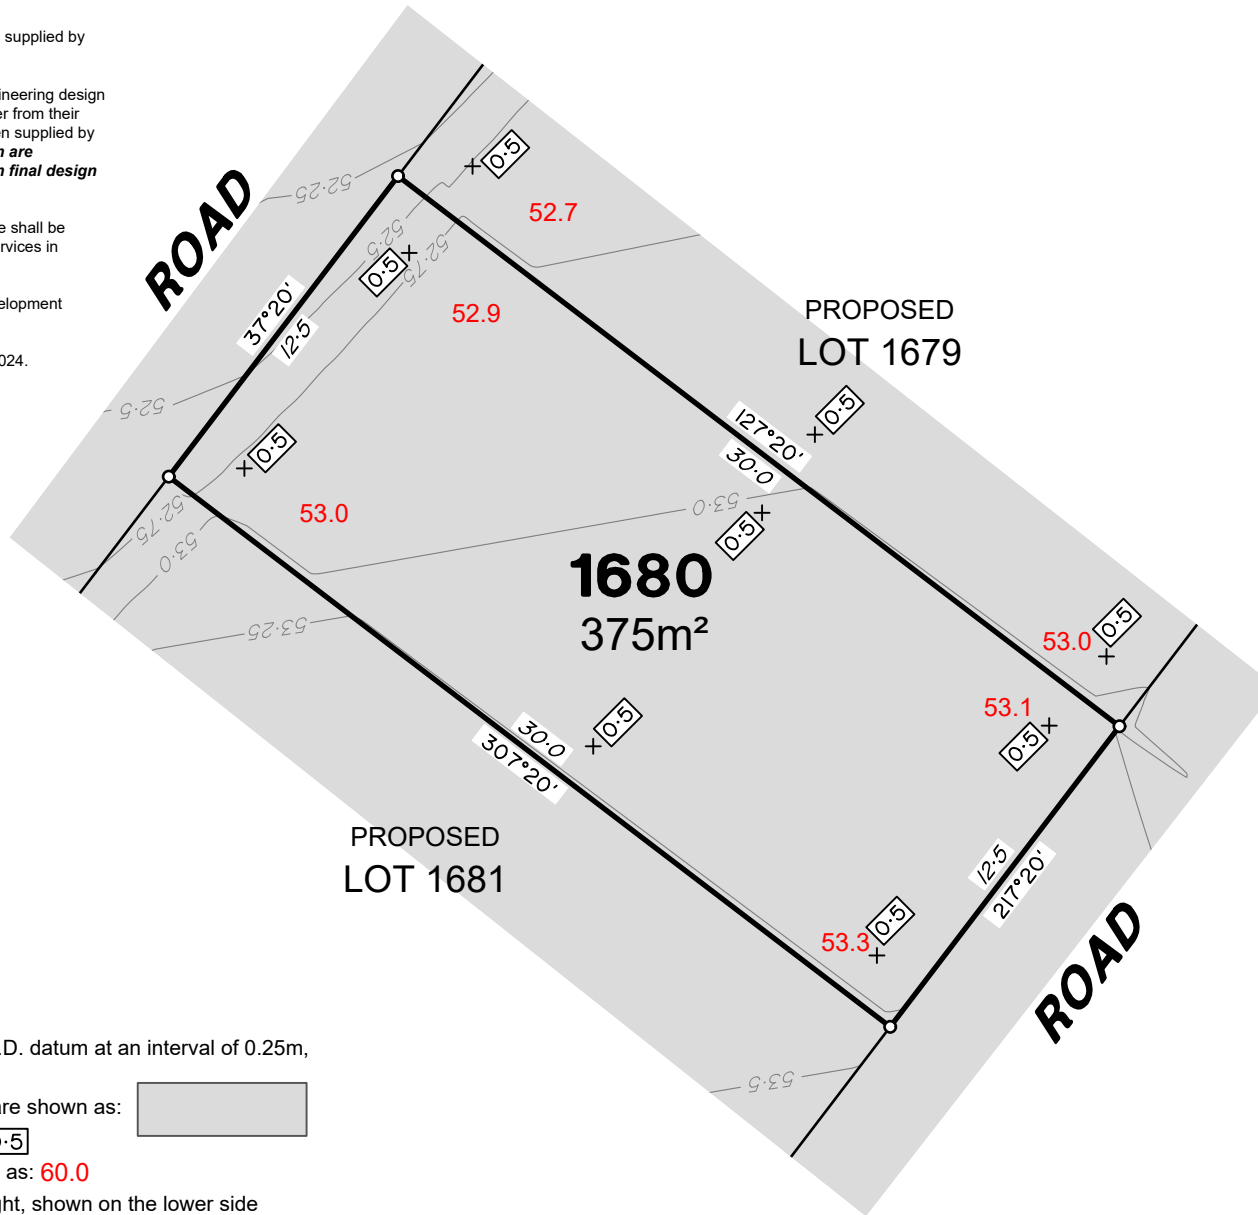 supplied by
ineering design
er from their
en supplied by
n are
n final design
e shall be
rvices in
elopment
024.
ROAD
52·25
0·5
52.7
52·5
52·75
0·5
52.9
37°20'
12·5
PROPOSED
LOT 1679
52·5
0·5
127°20'
30·0
0·5
53.0
53·0
52·75
53·0
0·5
1680
375m²
53·25
0·5
53.0
53.1
0·5
0·5
30·0
307°20'
PROPOSED
LOT 1681
12·5
217°20'
0·5
53.3
ROAD
53·5
.D. datum at an interval of 0.25m,
are shown as:
0·5
as: 60.0
ght, shown on the lower side